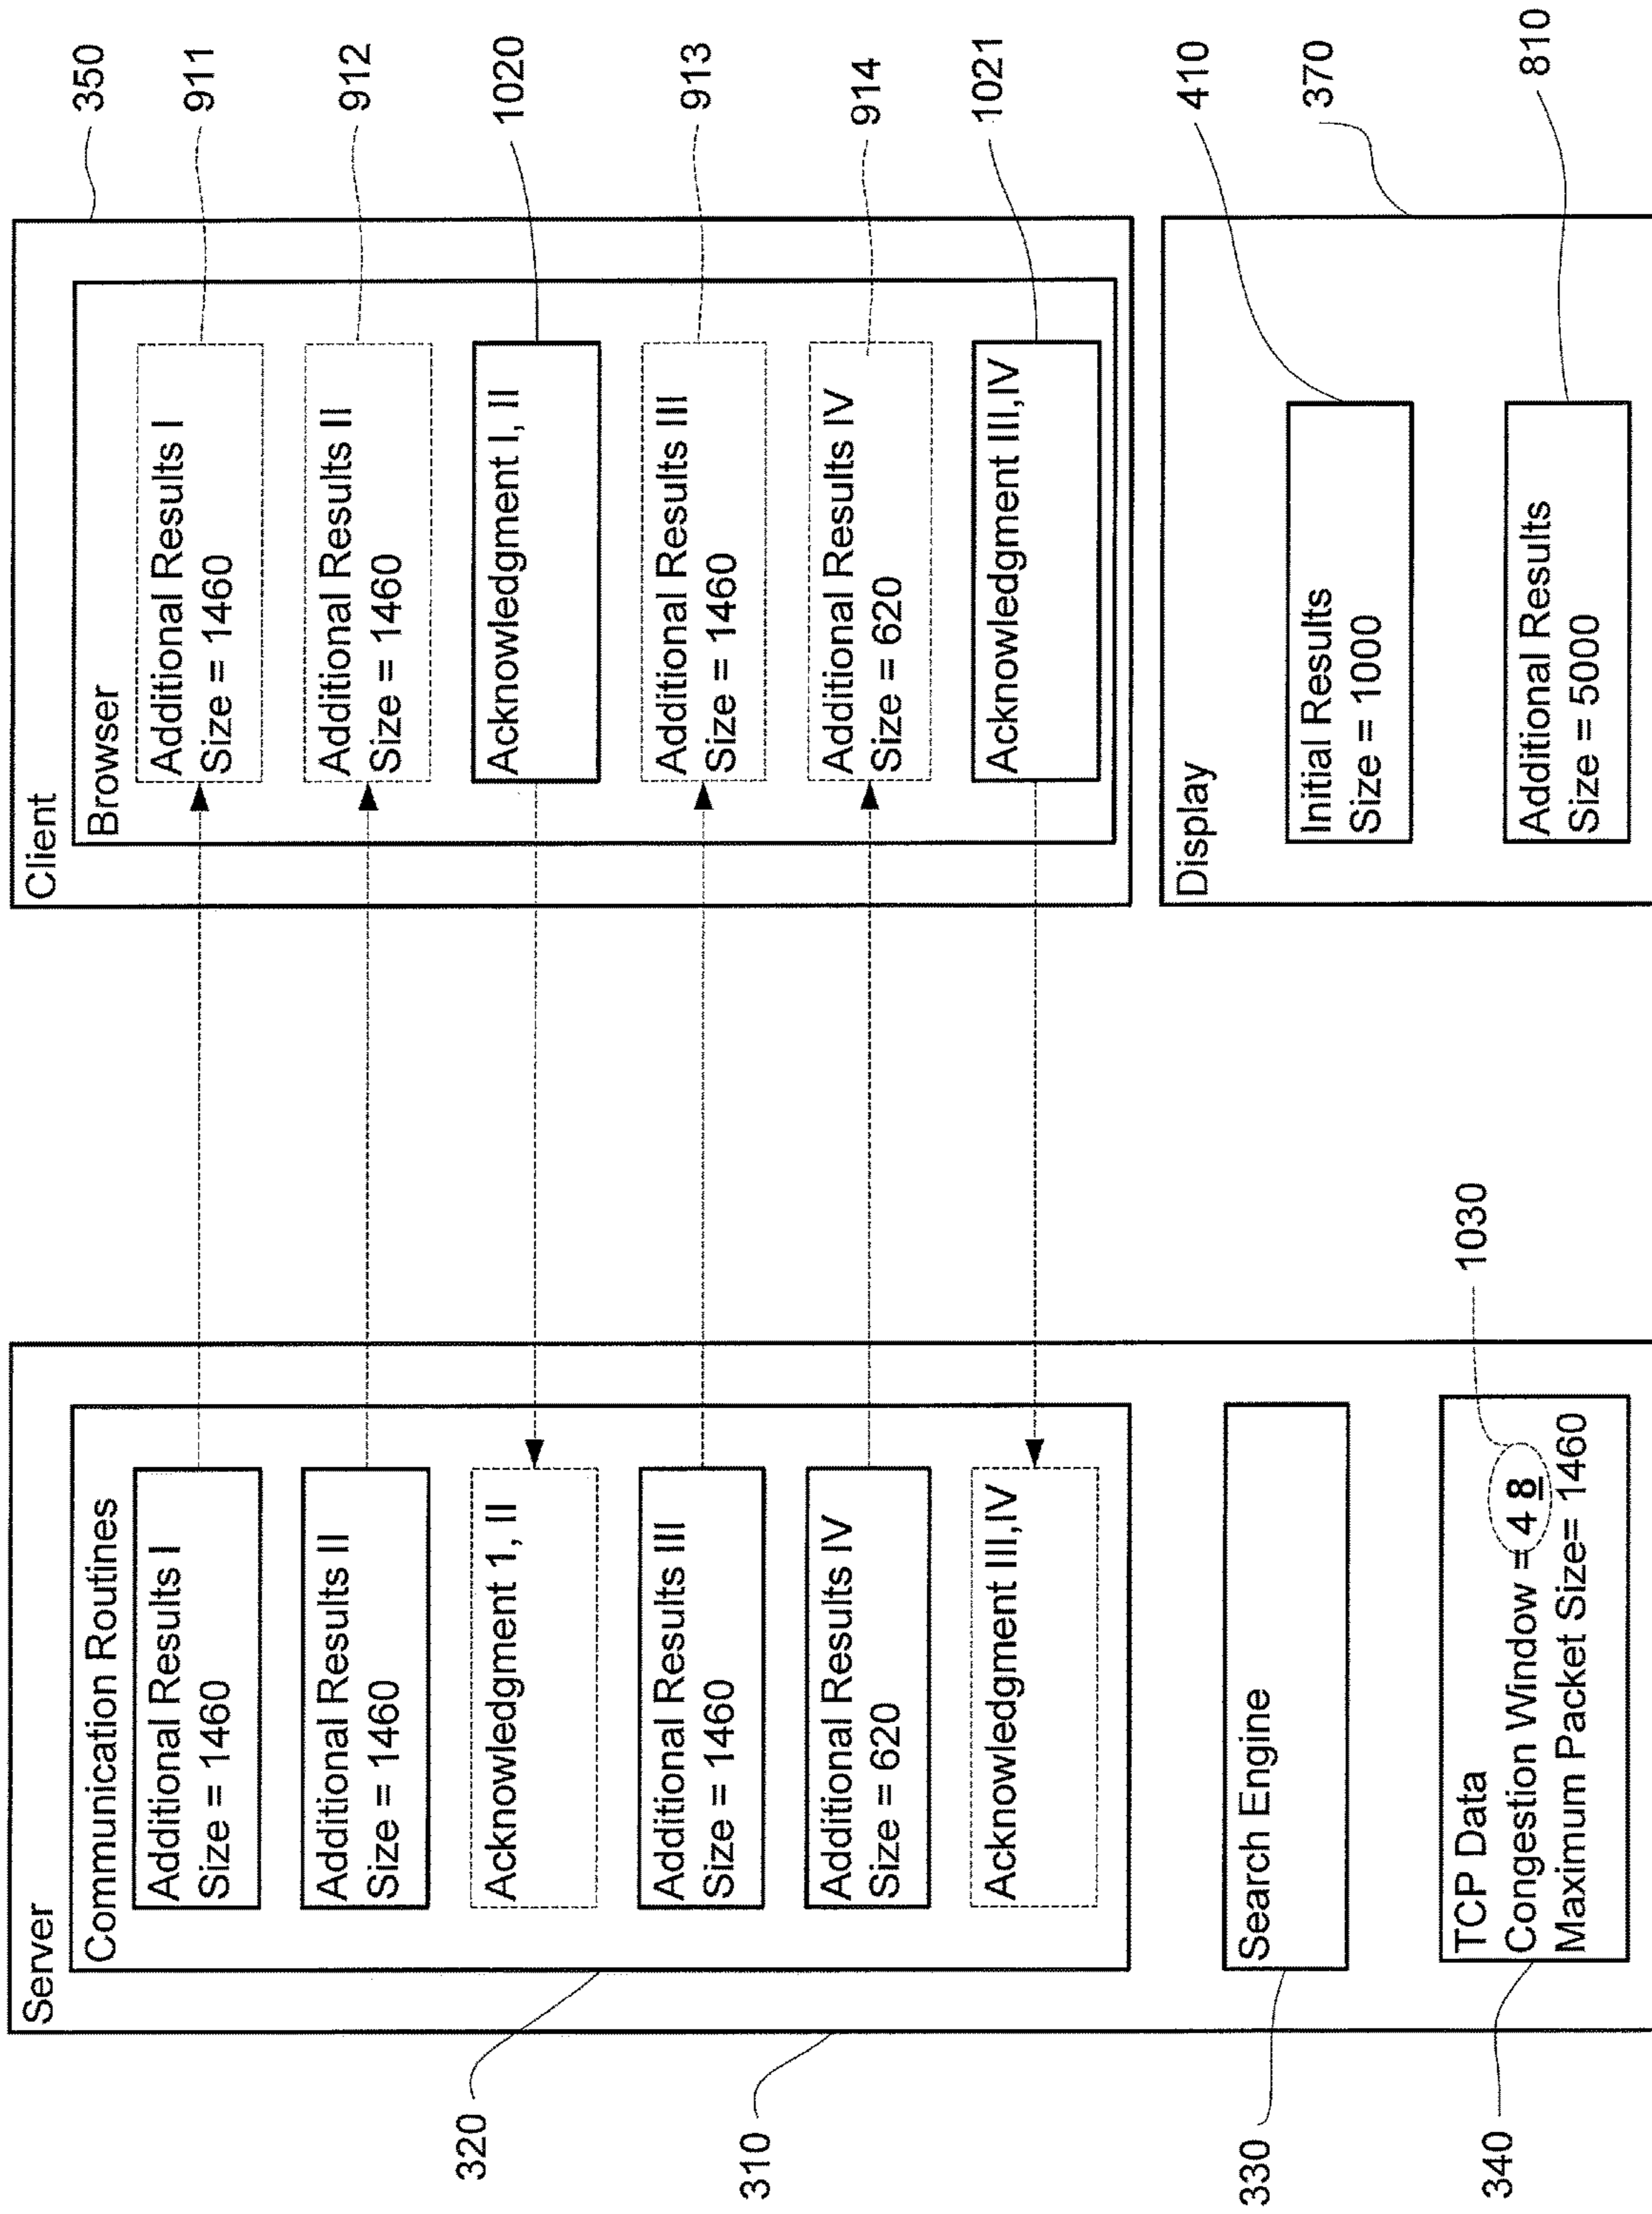 Server
Communication Routines
Additional Results I
Size = 1460
Additional Results II
Size = 1460
Acknowledgment 1, II
Additional Results III
Size = 1460
Additional Results IV
Size = 620
Acknowledgment III,IV
Search Engine
TCP Data
Congestion Window = 4 8
Maximum Packet Size= 1460
320
310
330
340
1030
Client
Browser
Additional Results I
Size = 1460
Additional Results II
Size = 1460
Acknowledgment I, II
Additional Results III
Size = 1460
Additional Results IV
Size = 620
Acknowledgment III,IV
Display
Initial Results
Size = 1000
Additional Results
Size = 5000
350
911
912
1020
913
914
1021
410
370
810